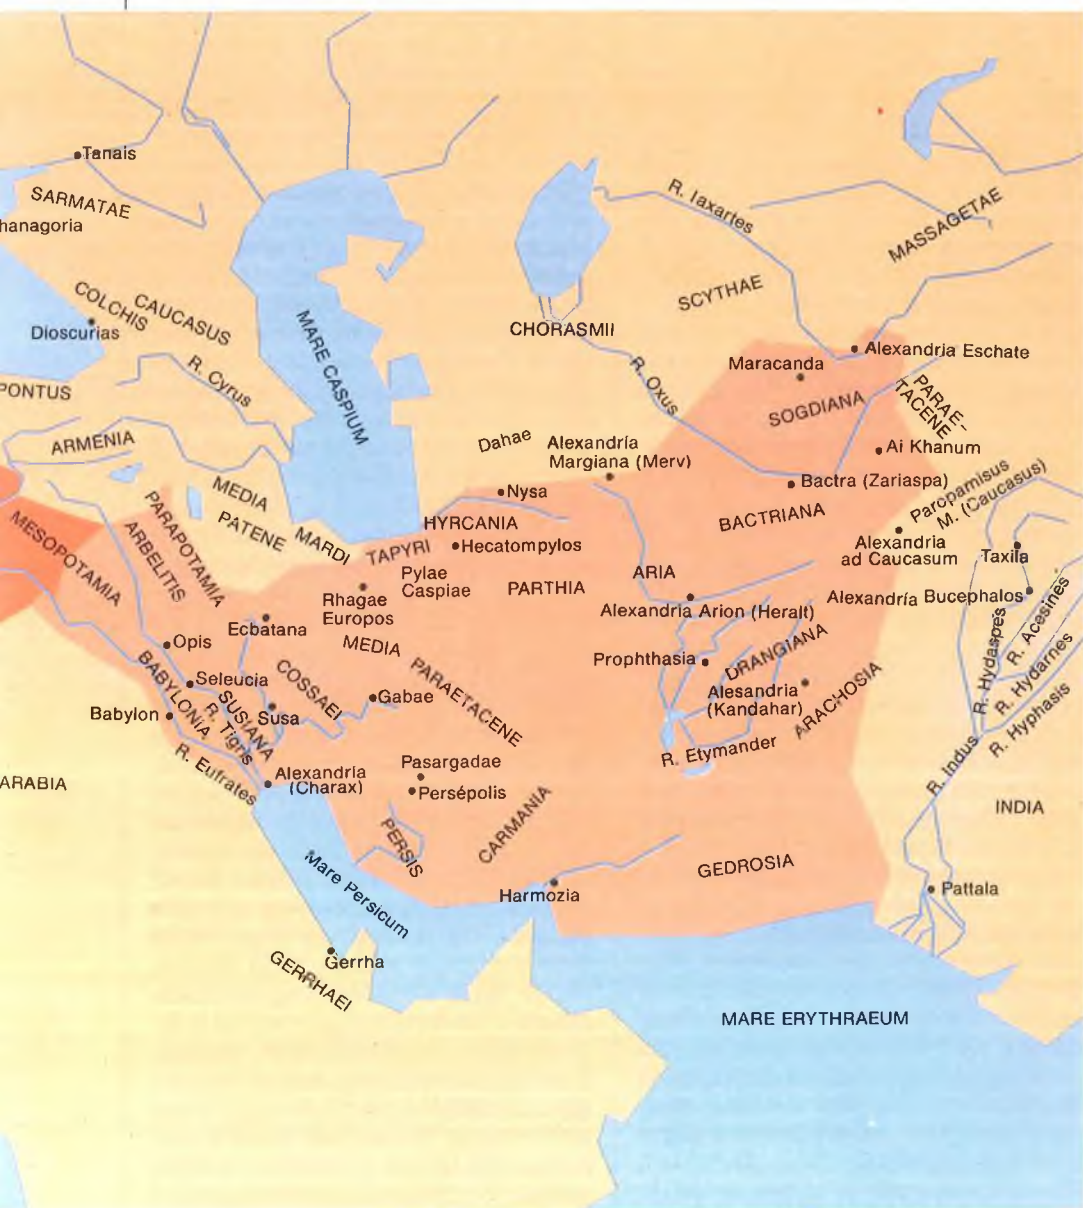 Tanais
SARMATAE
hanagoria
R. Iaxartes
MASSAGETAE
SCYTHAE
COLCHIS
CAUCASUS
Dioscurias
MARE CASPIUM
CHORASMII
R. Cyrus
PONTUS
R. Oxus
Maracanda
Alexandria Eschate
SOGDIANA
PARAE-
TACENE
ARMENIA
Dahae
Alexandría
Margiana (Merv)
Ai Khanum
Nysa
Bactra (Zariaspa)
MEDIA
PATENE
PARAPOTAMIA
ARBELITIS
MESOPOTAMIA
MARDI
TAPYRI
HYRCANIA
Hecatompylos
BACTRIANA
Paropamisus
M. (Caucasus)
Alexandria
ad Caucasum
Taxila
Pylae
Caspiae
PARTHIA
ARIA
Rhagae
Europos
Alexandria Arion (Heralt)
Alexandría Bucephalos
Ecbatana
MEDIA
Opis
R. Hydaspes
R. Acesines
R. Hydarnes
R. Hyphasis
Prophthasia
DRANGIANA
Alesandria
(Kandahar)
ARACHOSIA
BABYLONIA
Seleucia
COSSAEI
PARAETACENE
Gabae
SUSIANA
Susa
R. Tigris
Babylon
R. Eufrates
R. Etymander
R. Indus
ARABIA
Alexandria
(Charax)
Pasargadae
Persépolis
INDIA
PERSIS
CARMANIA
GEDROSIA
Mare Persicum
Harmozia
Pattala
Gerrha
GERRHAEI
MARE ERYTHRAEUM